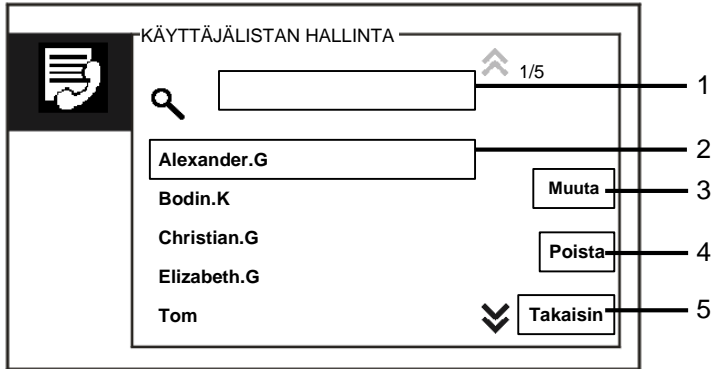 KÄYTTÄJÄLISTAN HALLINTA
1/5
1
Alexander.G
2
Bodin.K
Muuta
3
Christian.G
Poista
4
Elizabeth.G
Tom
Takaisin
5